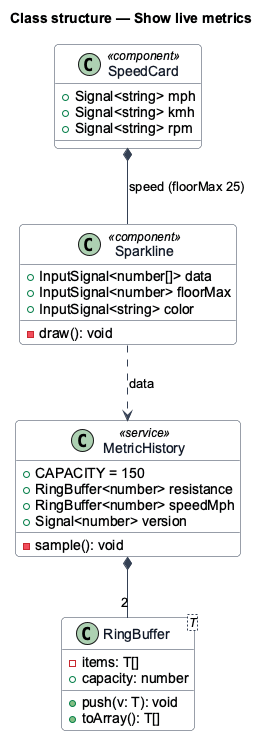 Class structure — Show live metrics
C
«component»
SpeedCard
Signal<string> mph
Signal<string> kmh
Signal<string> rpm
speed (floorMax 25)
C
«component»
Sparkline
InputSignal<number[]> data
InputSignal<number> floorMax
InputSignal<string> color
draw(): void
data
C
«service»
MetricHistory
CAPACITY = 150
RingBuffer<number> resistance
RingBuffer<number> speedMph
Signal<number> version
sample(): void
2
C
RingBuffer
T
items: T[]
capacity: number
push(v: T): void
toArray(): T[]